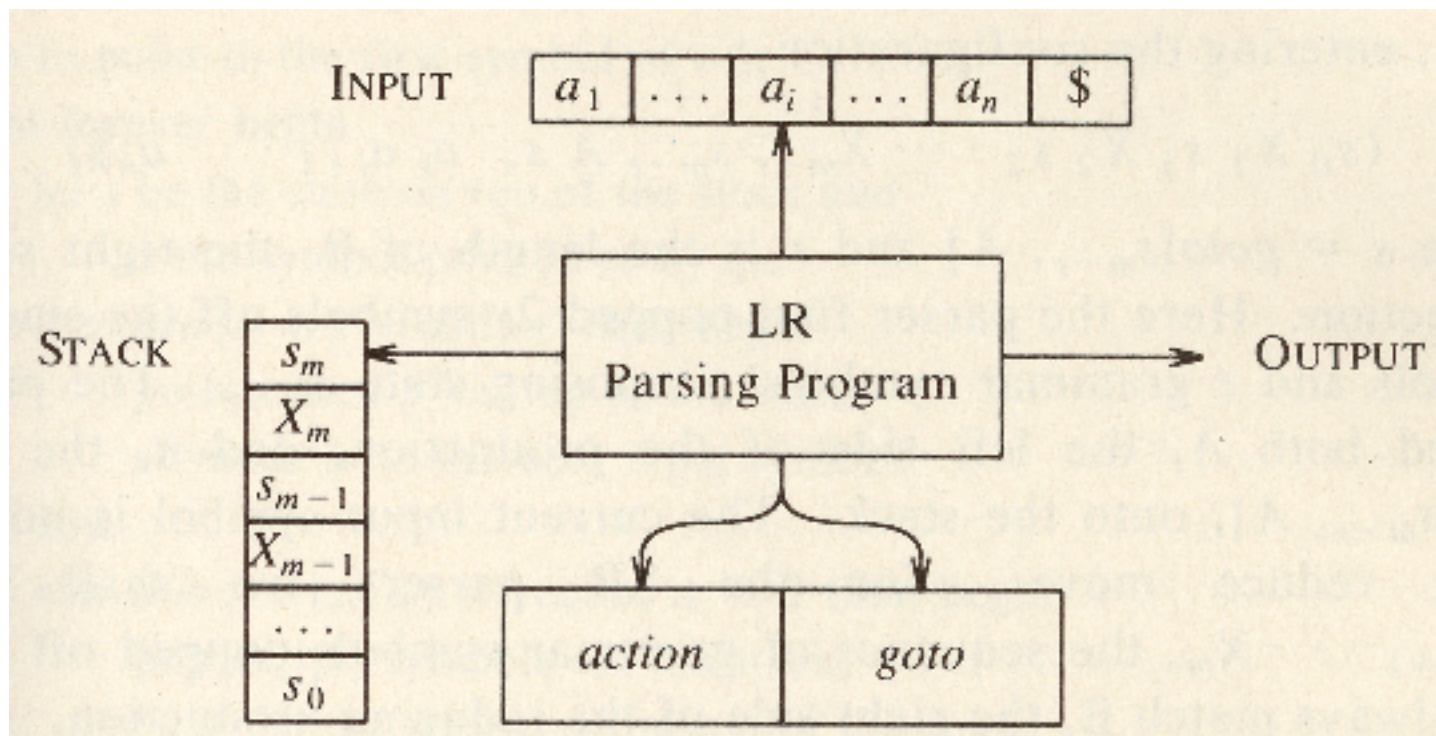 INPUT a₁ ... aᵢ ... aₙ $
LR
Parsing Program
STACK
OUTPUT
sₘ
Xₘ
sₘ₋₁
Xₘ₋₁
...
s₀
action goto